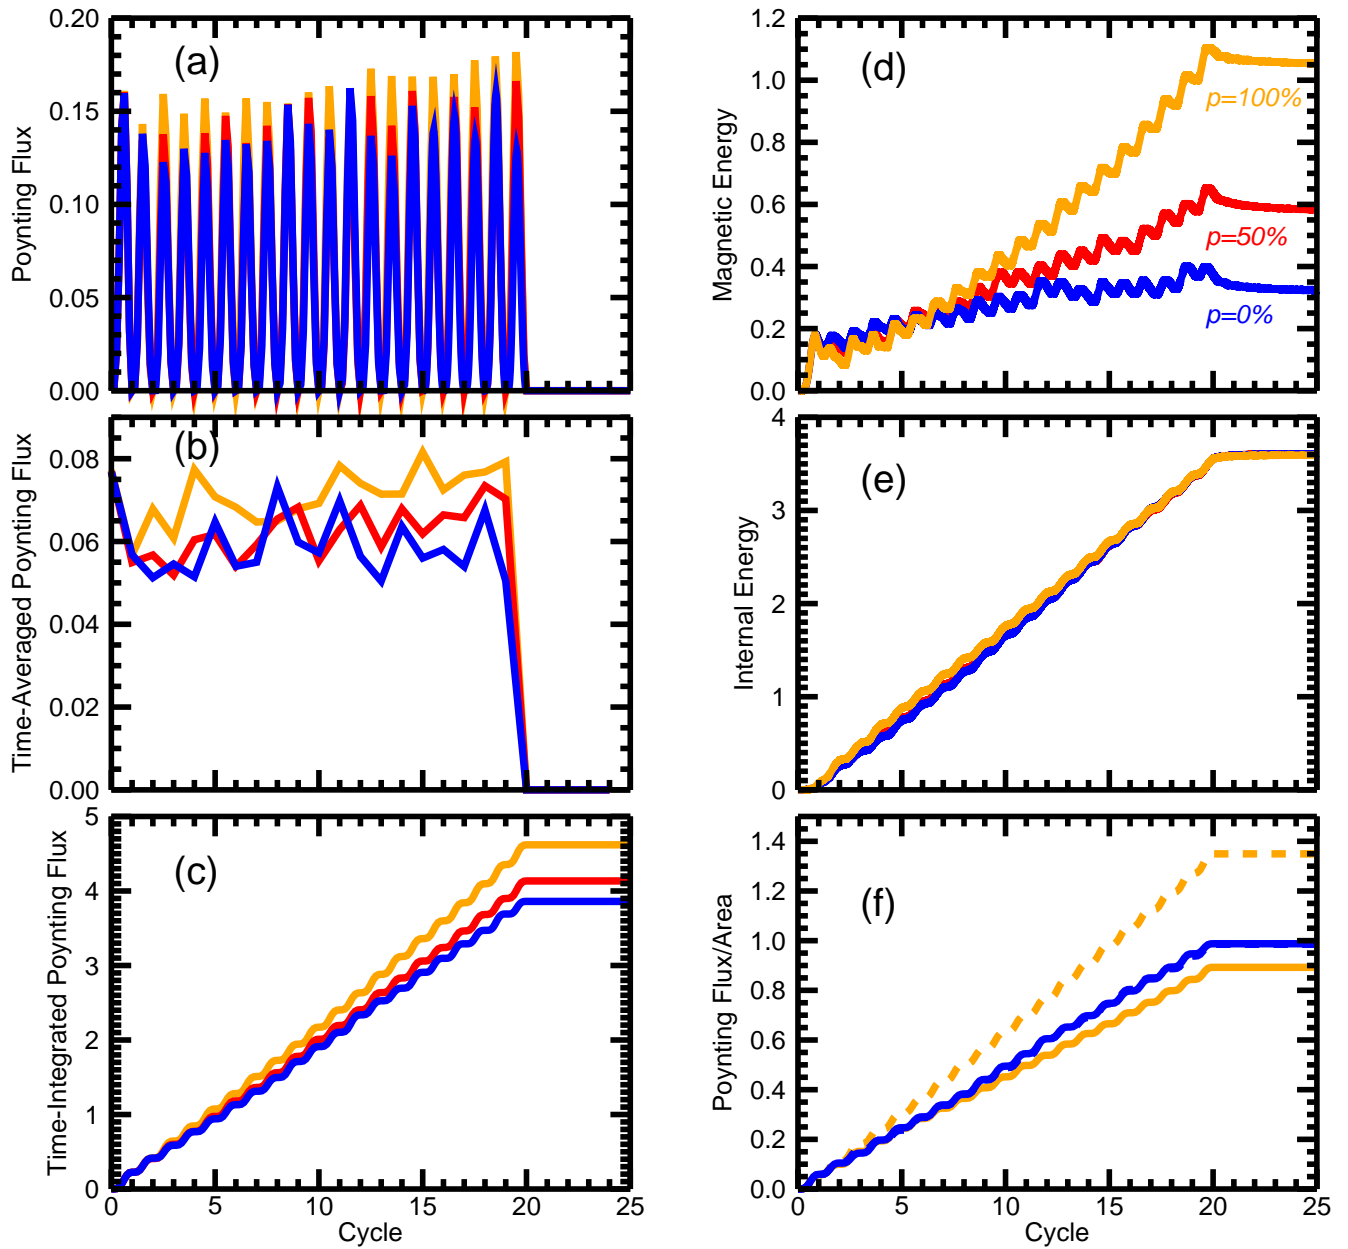 (a)
Poynting Flux
0.20
0.15
0.10
0.05
0.00
(b)
Time-Averaged Poynting Flux
0.08
0.06
0.04
0.02
0.00
(c)
Time-Integrated Poynting Flux
5
4
3
2
1
0
0 5 10 15 20 25
Cycle
(d)
Magnetic Energy
1.2
1.0
0.8
0.6
0.4
0.2
0.0
p=100%
p=50%
p=0%
(e)
Internal Energy
4
3
2
1
0
(f)
Poynting Flux/Area
1.4
1.2
1.0
0.8
0.6
0.4
0.2
0.0
0 5 10 15 20 25
Cycle